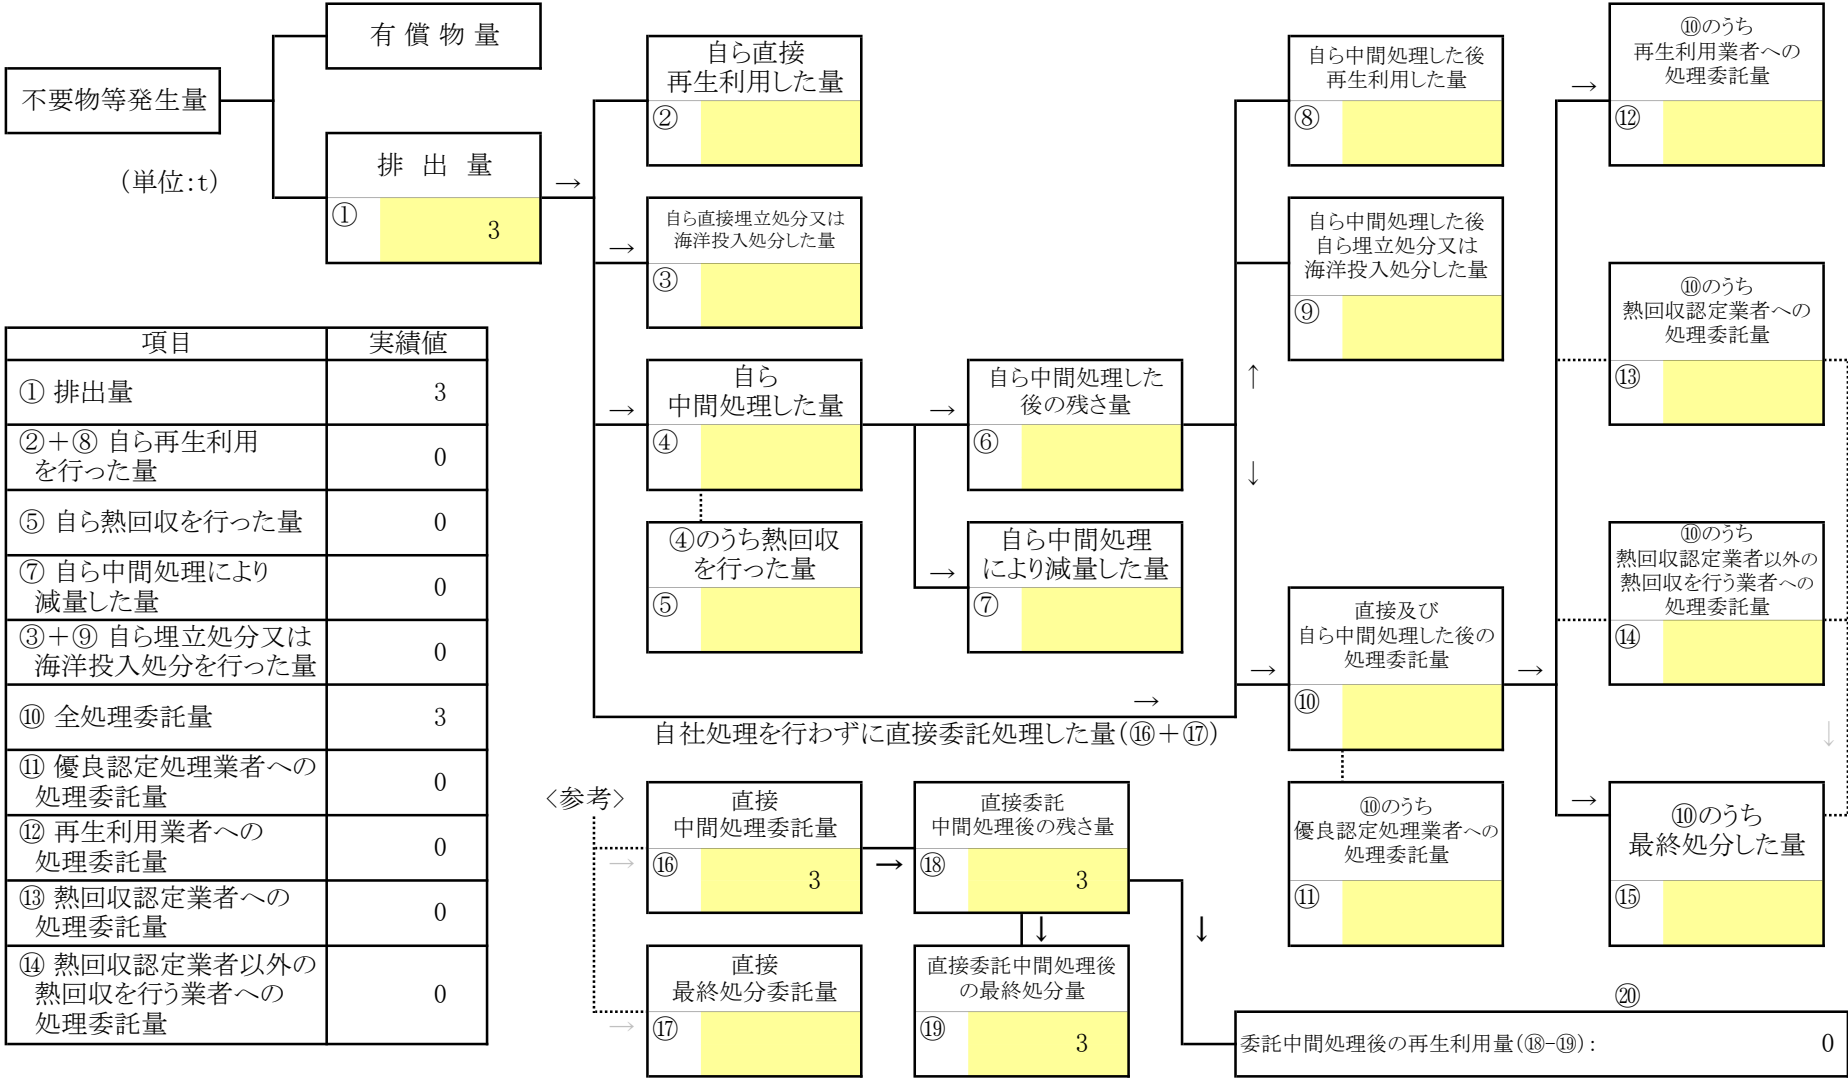 有 償 物 量
不要物等発生量
(単位:t)
排 出 量
①
3
→
自ら直接
再生利用した量
②
→
自ら直接埋立処分又は
海洋投入処分した量
③
→
自ら
中間処理した量
④
④のうち熱回収
を行った量
⑤
→
自ら中間処理した
後の残さ量
⑥
→
自ら中間処理
により減量した量
⑦
↑
↓
自ら中間処理した後
再生利用した量
⑧
自ら中間処理した後
自ら埋立処分又は
海洋投入処分した量
⑨
→
自社処理を行わずに直接委託処理した量(⑯+⑰)
→
直接及び
自ら中間処理した後の
処理委託量
⑩
⑩のうち
優良認定処理業者への
処理委託量
⑪
→
→
⑩のうち
再生利用業者への
処理委託量
⑫
⑩のうち
熱回収認定業者への
処理委託量
⑬
⑩のうち
熱回収認定業者以外の
熱回収を行う業者への
処理委託量
⑭
↓
→
⑩のうち
最終処分した量
⑮
項目 実績値
① 排出量 3
②+⑧ 自ら再生利用
を行った量 0
⑤ 自ら熱回収を行った量 0
⑦ 自ら中間処理により
減量した量 0
③+⑨ 自ら埋立処分又は
海洋投入処分を行った量 0
⑩ 全処理委託量 3
⑪ 優良認定処理業者への
処理委託量 0
⑫ 再生利用業者への
処理委託量 0
⑬ 熱回収認定業者への
処理委託量 0
⑭ 熱回収認定業者以外の
熱回収を行う業者への 0
処理委託量
〈参考〉
→
直接
中間処理委託量
⑯
3
→
直接委託
中間処理後の残さ量
⑱
3
↓
↓
→
直接
最終処分委託量
⑰
直接委託中間処理後
の最終処分量
⑲
3
⑳
委託中間処理後の再生利用量(⑱-⑲): 0